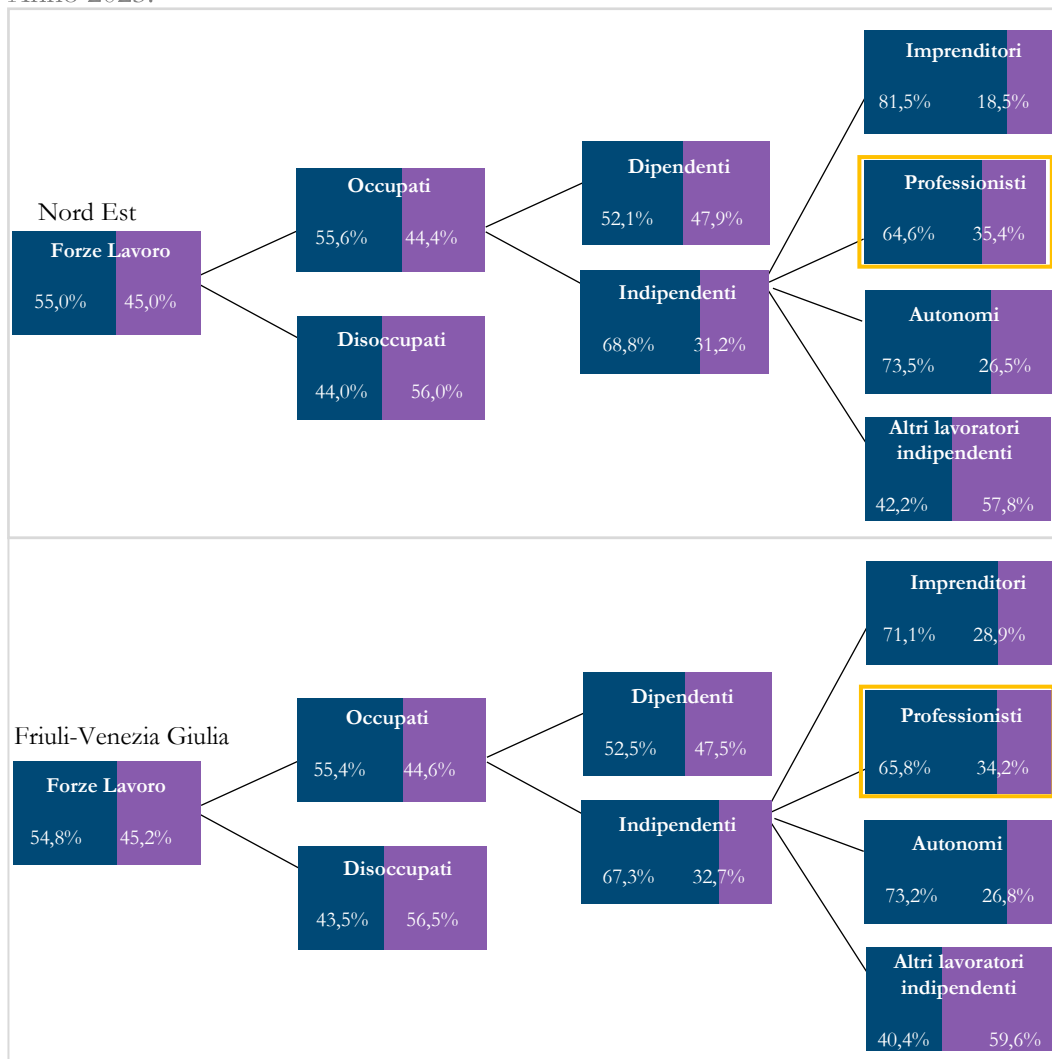 Anno 2023.
Nord Est
Forze Lavoro
55,0% 45,0%
Occupati
55,6% 44,4%
Disoccupati
44,0% 56,0%
Dipendenti
52,1% 47,9%
Indipendenti
68,8% 31,2%
Imprenditori
81,5% 18,5%
Professionisti
64,6% 35,4%
Autonomi
73,5% 26,5%
Altri lavoratori
indipendenti
42,2% 57,8%
Friuli-Venezia Giulia
Forze Lavoro
54,8% 45,2%
Occupati
55,4% 44,6%
Disoccupati
43,5% 56,5%
Dipendenti
52,5% 47,5%
Indipendenti
67,3% 32,7%
Imprenditori
71,1% 28,9%
Professionisti
65,8% 34,2%
Autonomi
73,2% 26,8%
Altri lavoratori
indipendenti
40,4% 59,6%